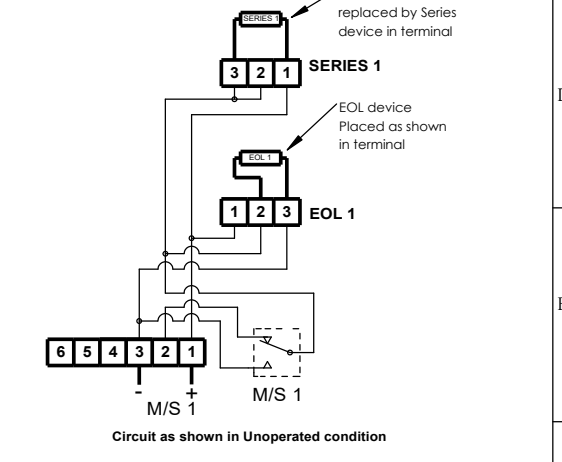 replaced by Series
device in terminal
SERIES 1
3 2 1
SERIES 1
EOL device
Placed as shown
in terminal
EOL 1
1 2 3
EOL 1
6 5 4 3 2 1
- +
M/S 1
M/S 1
Circuit as shown in Unoperated condition